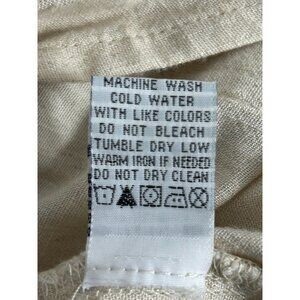 MACHINE WASH
COLD WATER
WITH LIKE COLORS
DO NOT BLEACH
TUMBLE DRY LOW
WARM IRON IF NEEDED
DO NOT DRY CLEAN